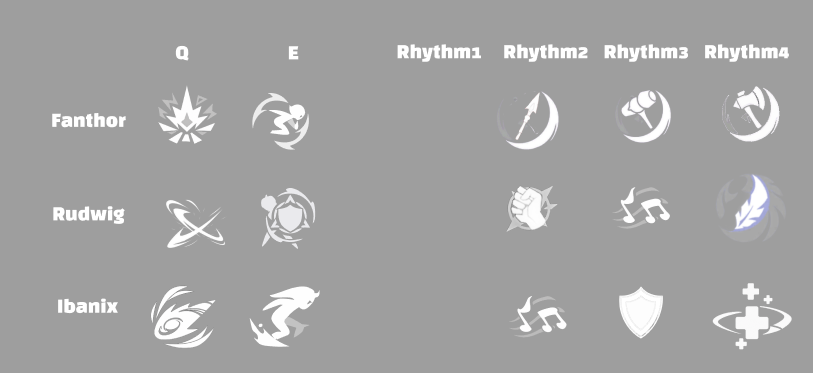 Q E Rhythm1 Rhythm2 Rhythm3 Rhythm4
Fanthor
Rudwig
Ibanix